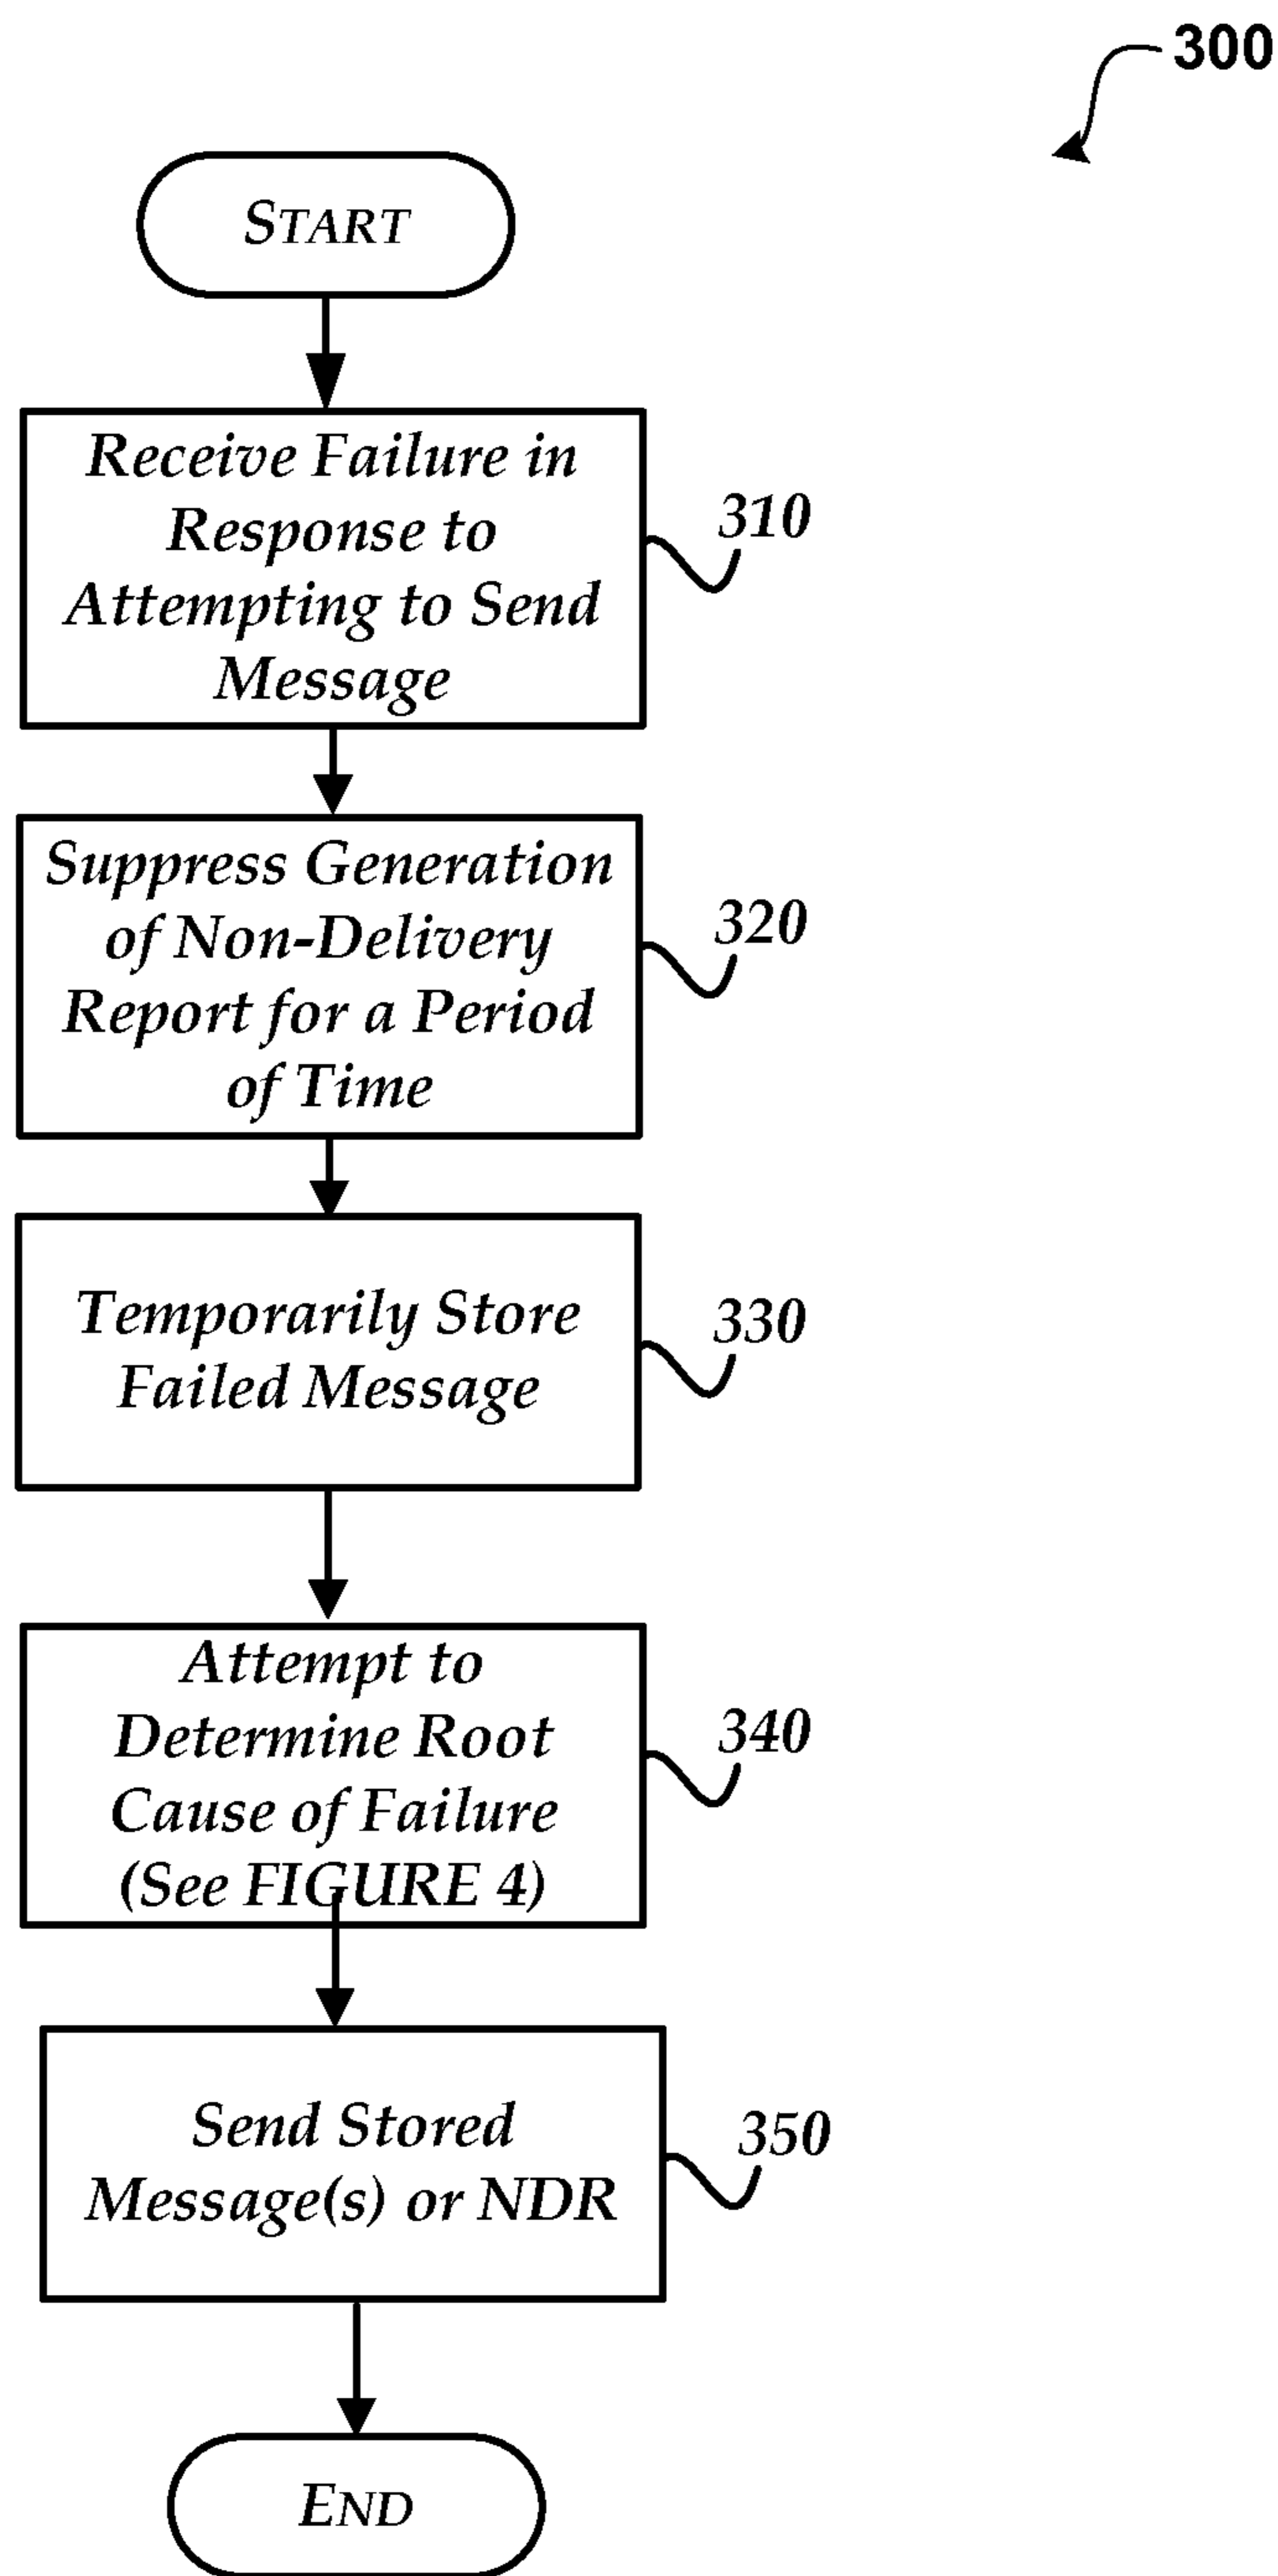 300
START
Receive Failure in
Response to
Attempting to Send
Message
310
Suppress Generation
of Non-Delivery
Report for a Period
of Time
320
Temporarily Store
Failed Message
330
Attempt to
Determine Root
Cause of Failure
(See FIGURE 4)
340
Send Stored
Message(s) or NDR
350
END